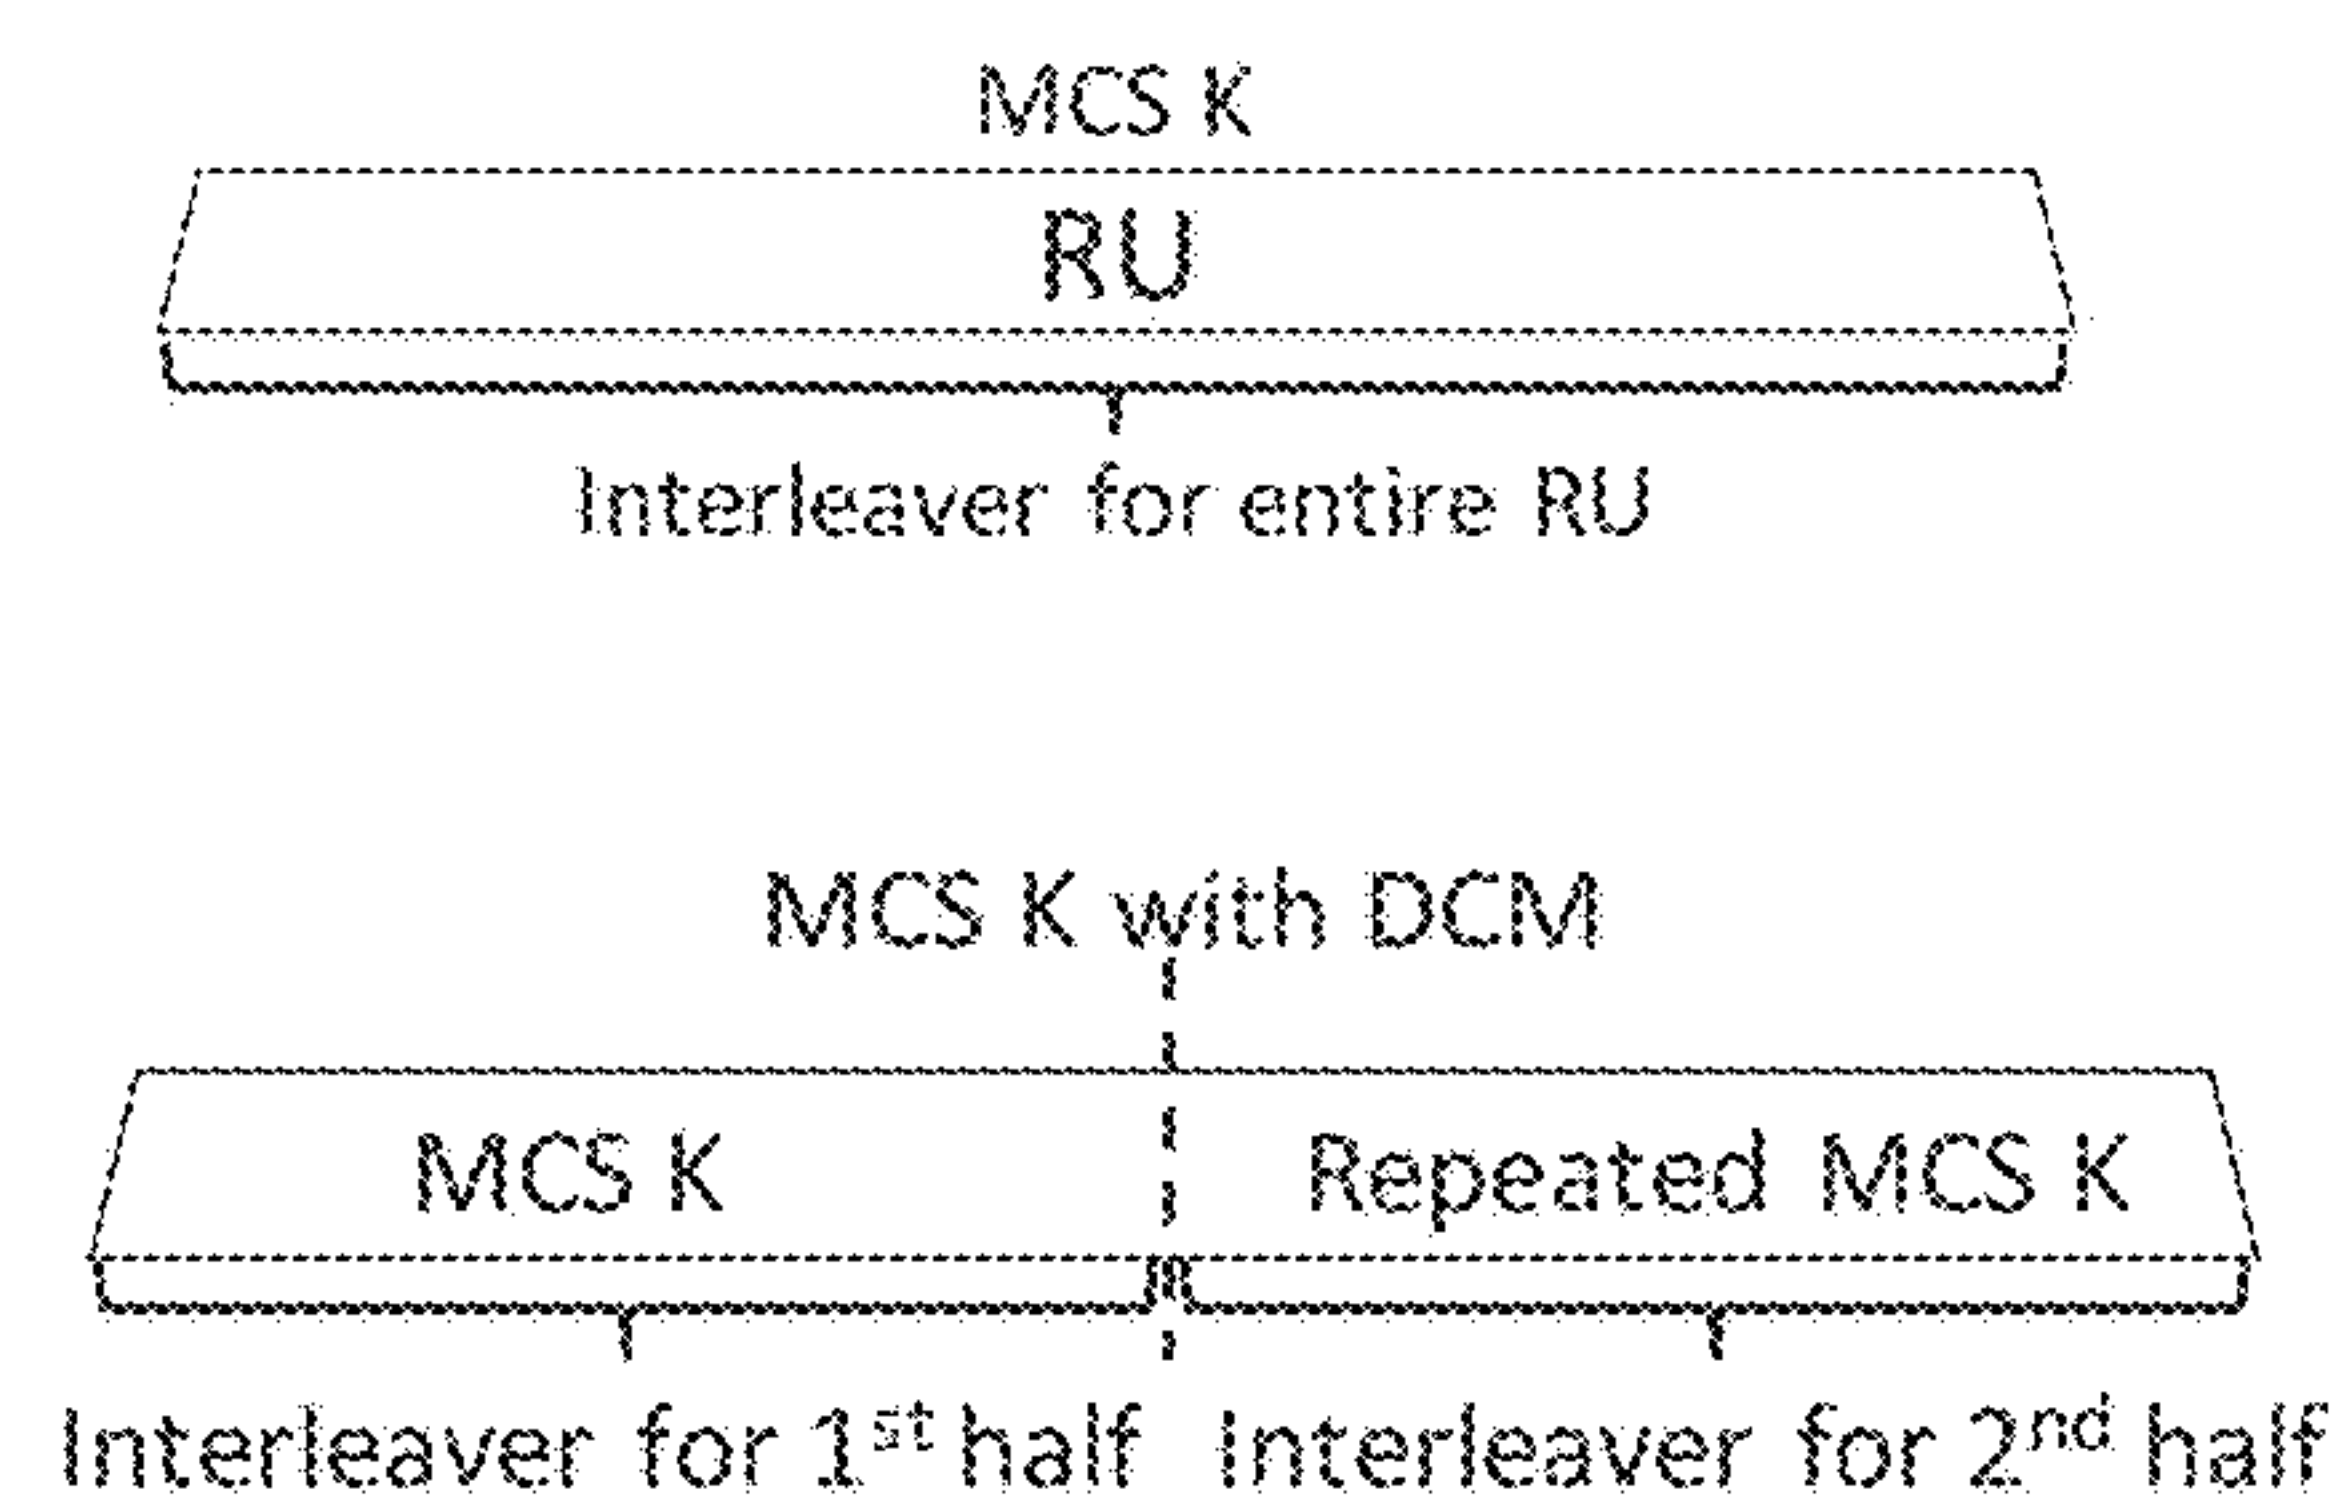 MCS K
RU
Interleaver for entire RU
MCS K with DCM
MCS K Repeated MCS K
Interleaver for 1st half Interleaver for 2nd half